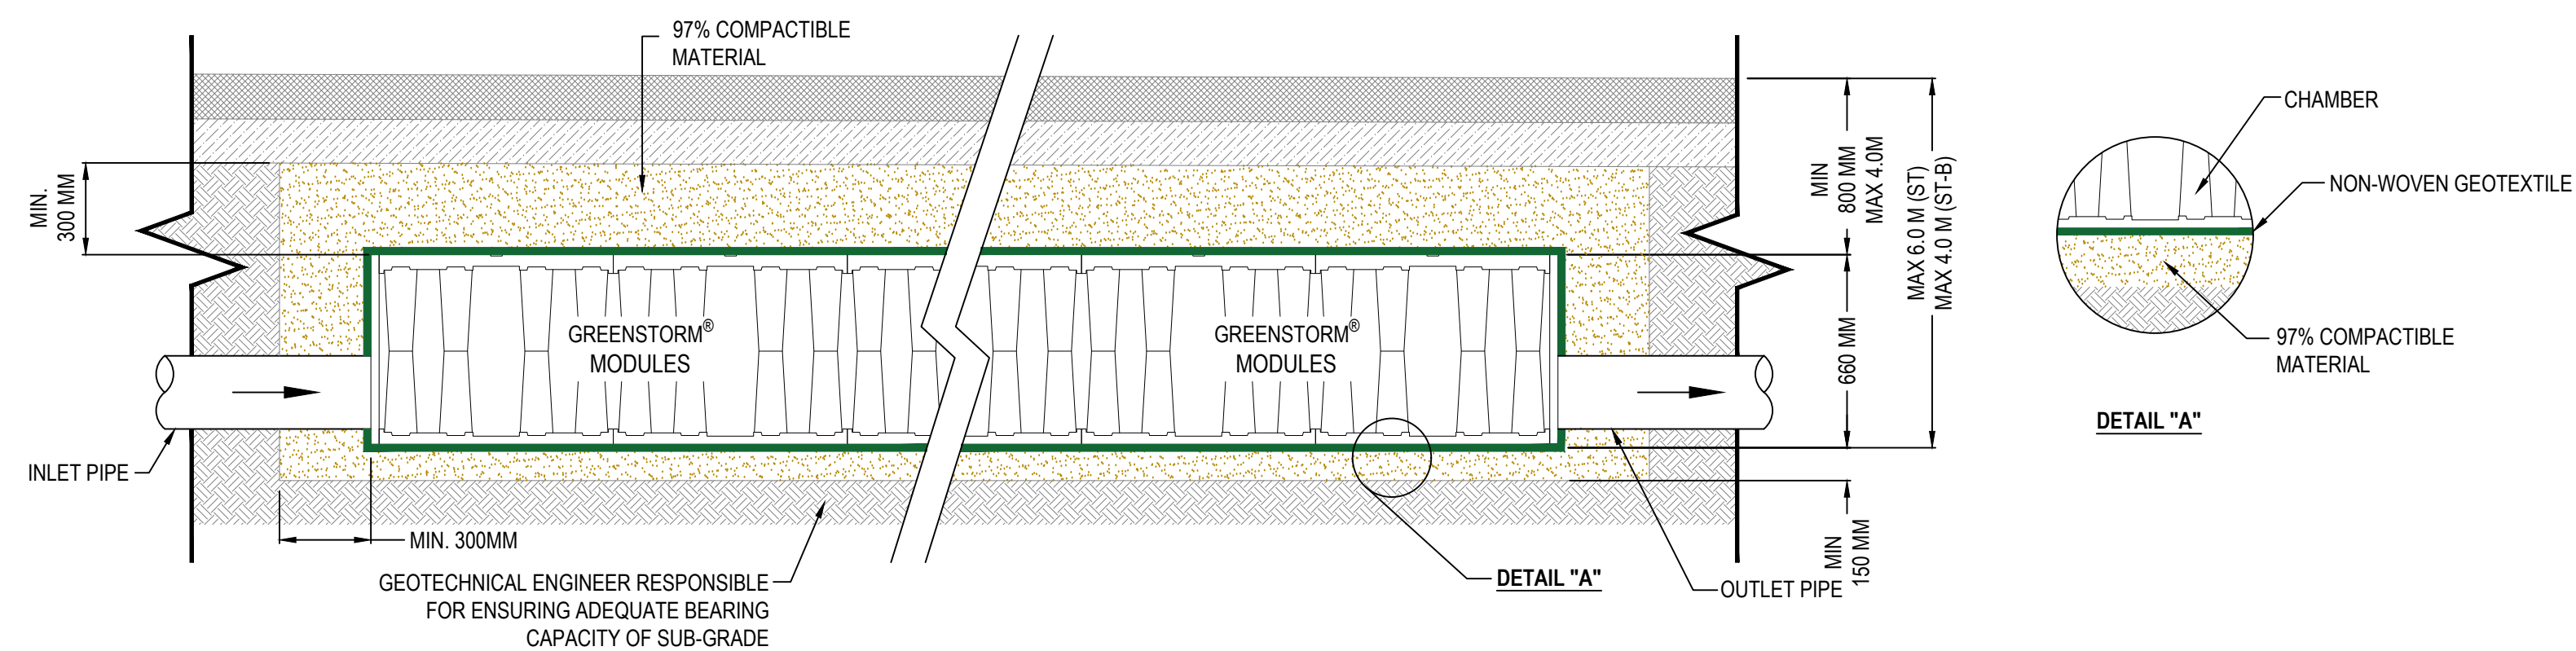 97% COMPACTIBLE
MATERIAL
MIN.
300 MM
GREENSTORM®
MODULES
GREENSTORM®
MODULES
INLET PIPE
MIN. 300MM
GEOTECHNICAL ENGINEER RESPONSIBLE
FOR ENSURING ADEQUATE BEARING
CAPACITY OF SUB-GRADE
DETAIL "A"
OUTLET PIPE
MIN
150 MM
660 MM
MIN
800 MM
MAX 4.0M
MAX 6.0 M (ST)
MAX 4.0 M (ST-B)
CHAMBER
NON-WOVEN GEOTEXTILE
97% COMPACTIBLE
MATERIAL
DETAIL "A"